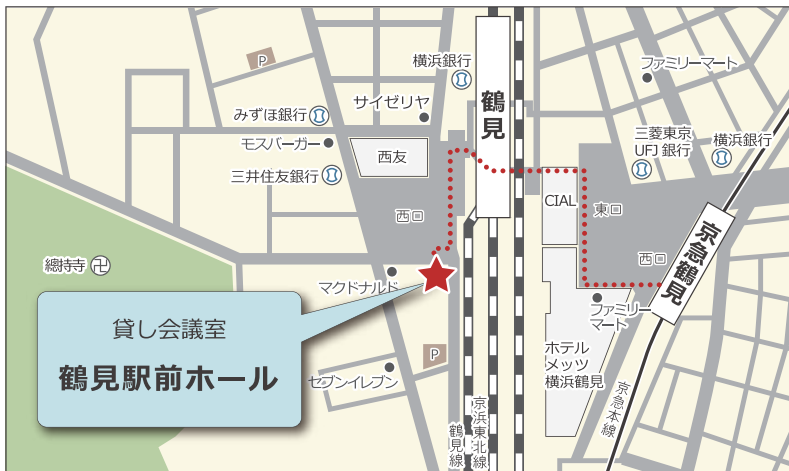 P
横浜銀行
鶴見
ファミリーマート
みずほ銀行
サイゼリヤ
モスバーガー
西友
三井住友銀行
三菱東京
UFJ 銀行
横浜銀行
CIAL
東口
西口
西口
京急鶴見
總持寺
卍
マクドナルド
貸し会議室
鶴見駅前ホール
ファミリー
マート
P
ホテル
メッツ
横浜鶴見
セブンイレブン
鶴見線
京浜東北線
京急本線